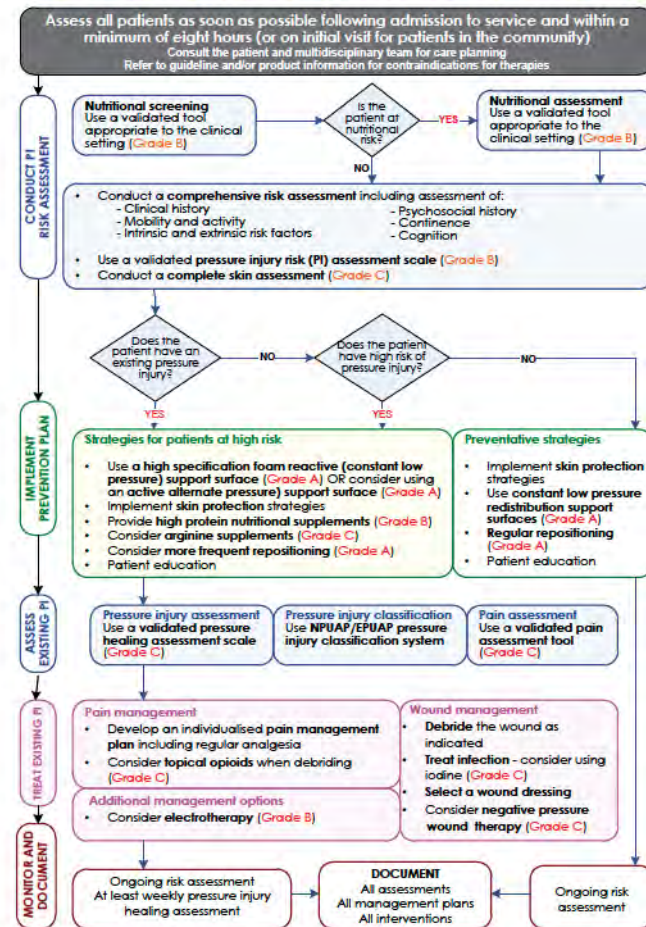 Assess all patients as soon as possible following admission to service and within a
minimum of eight hours (or on initial visit for patients in the community)
Consult the patient and multidisciplinary team for care planning
Refer to guideline and/or product information for contraindications for therapies
CONDUCT PI
RISK ASSESSMENT
Nutritional screening
Use a validated tool
appropriate to the clinical
setting (Grade B)
Is the
patient at
nutritional
risk?
YES
NO
Nutritional assessment
Use a validated tool
appropriate to the
clinical setting (Grade B)
• Conduct a comprehensive risk assessment including assessment of:
- Clinical history
- Mobility and activity
- Intrinsic and extrinsic risk factors
- Psychosocial history
- Continence
- Cognition
• Use a validated pressure injury risk (PI) assessment scale (Grade B)
• Conduct a complete skin assessment (Grade C)
Does the
patient have an
existing pressure
injury?
NO
Does the patient
have high risk of
pressure injury?
NO
YES
YES
IMPLEMENT
PREVENTION PLAN
Strategies for patients at high risk
• Use a high specification foam reactive (constant low
pressure) support surface (Grade A) OR consider using
an active alternate pressure) support surface (Grade A)
• Implement skin protection strategies
• Provide high protein nutritional supplements (Grade B)
• Consider arginine supplements (Grade C)
• Consider more frequent repositioning (Grade A)
• Patient education
Preventative strategies
• Implement skin protection
strategies
• Use constant low pressure
redistribution support
surfaces (Grade A)
• Regular repositioning
(Grade A)
• Patient education
ASSESS
EXISTING PI
Pressure injury assessment
Use a validated pressure
healing assessment scale
(Grade C)
Pressure injury classification
Use NPUAP/EPUAP pressure
injury classification system
Pain assessment
Use a validated pain
assessment tool
(Grade C)
TREAT EXISTING PI
Pain management
• Develop an individualised pain management
plan including regular analgesia
• Consider topical opioids when debriding
(Grade C)
Additional management options
• Consider electrotherapy (Grade B)
Wound management
• Debride the wound as
indicated
• Treat infection - consider using
iodine (Grade C)
• Select a wound dressing
• Consider negative pressure
wound therapy (Grade C)
MONITOR AND
DOCUMENT
Ongoing risk assessment
At least weekly pressure injury
healing assessment
DOCUMENT
All assessments
All management plans
All interventions
Ongoing risk
assessment